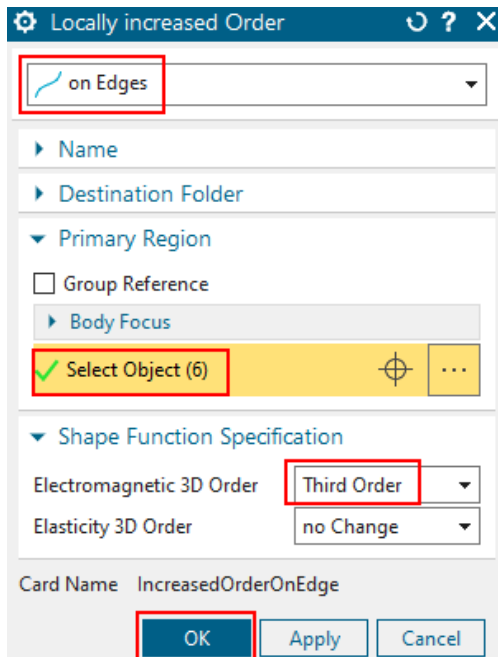 Locally increased Order ?
on Edges
Name
Destination Folder
Primary Region
Group Reference
Body Focus
Select Object (6) ...
Shape Function Specification
Electromagnetic 3D Order Third Order
Elasticity 3D Order no Change
Card Name IncreasedOrderOnEdge
OK Apply Cancel